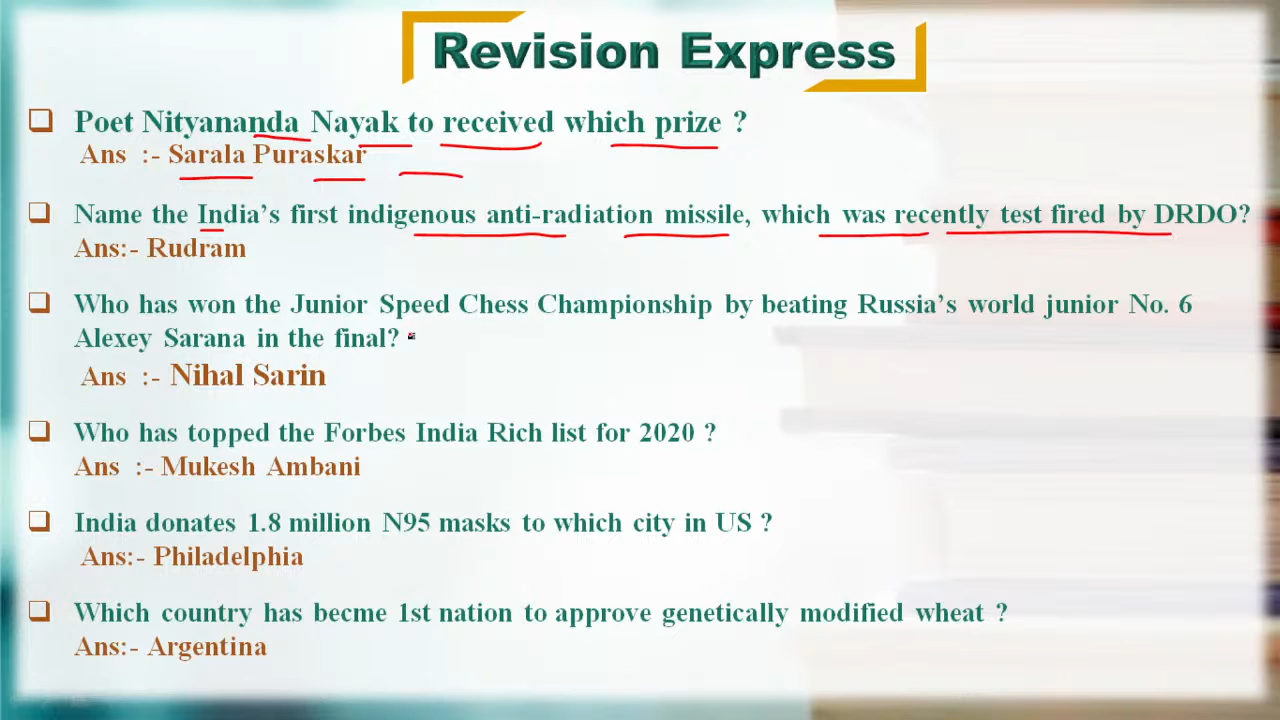 Revision Express
Poet Nityananda Nayak to received which prize ?
Ans :- Sarala Puraskar
Name the India's first indigenous anti-radiation missile, which was recently test fired by DRDO?
Ans:- Rudram
Who has won the Junior Speed Chess Championship by beating Russia's world junior No. 6
Alexey Sarana in the final?
Ans :- Nihal Sarin
Who has topped the Forbes India Rich list for 2020 ?
Ans :- Mukesh Ambani
India donates 1.8 million N95 masks to which city in US ?
Ans:- Philadelphia
Which country has becme 1st nation to approve genetically modified wheat ?
Ans:- Argentina